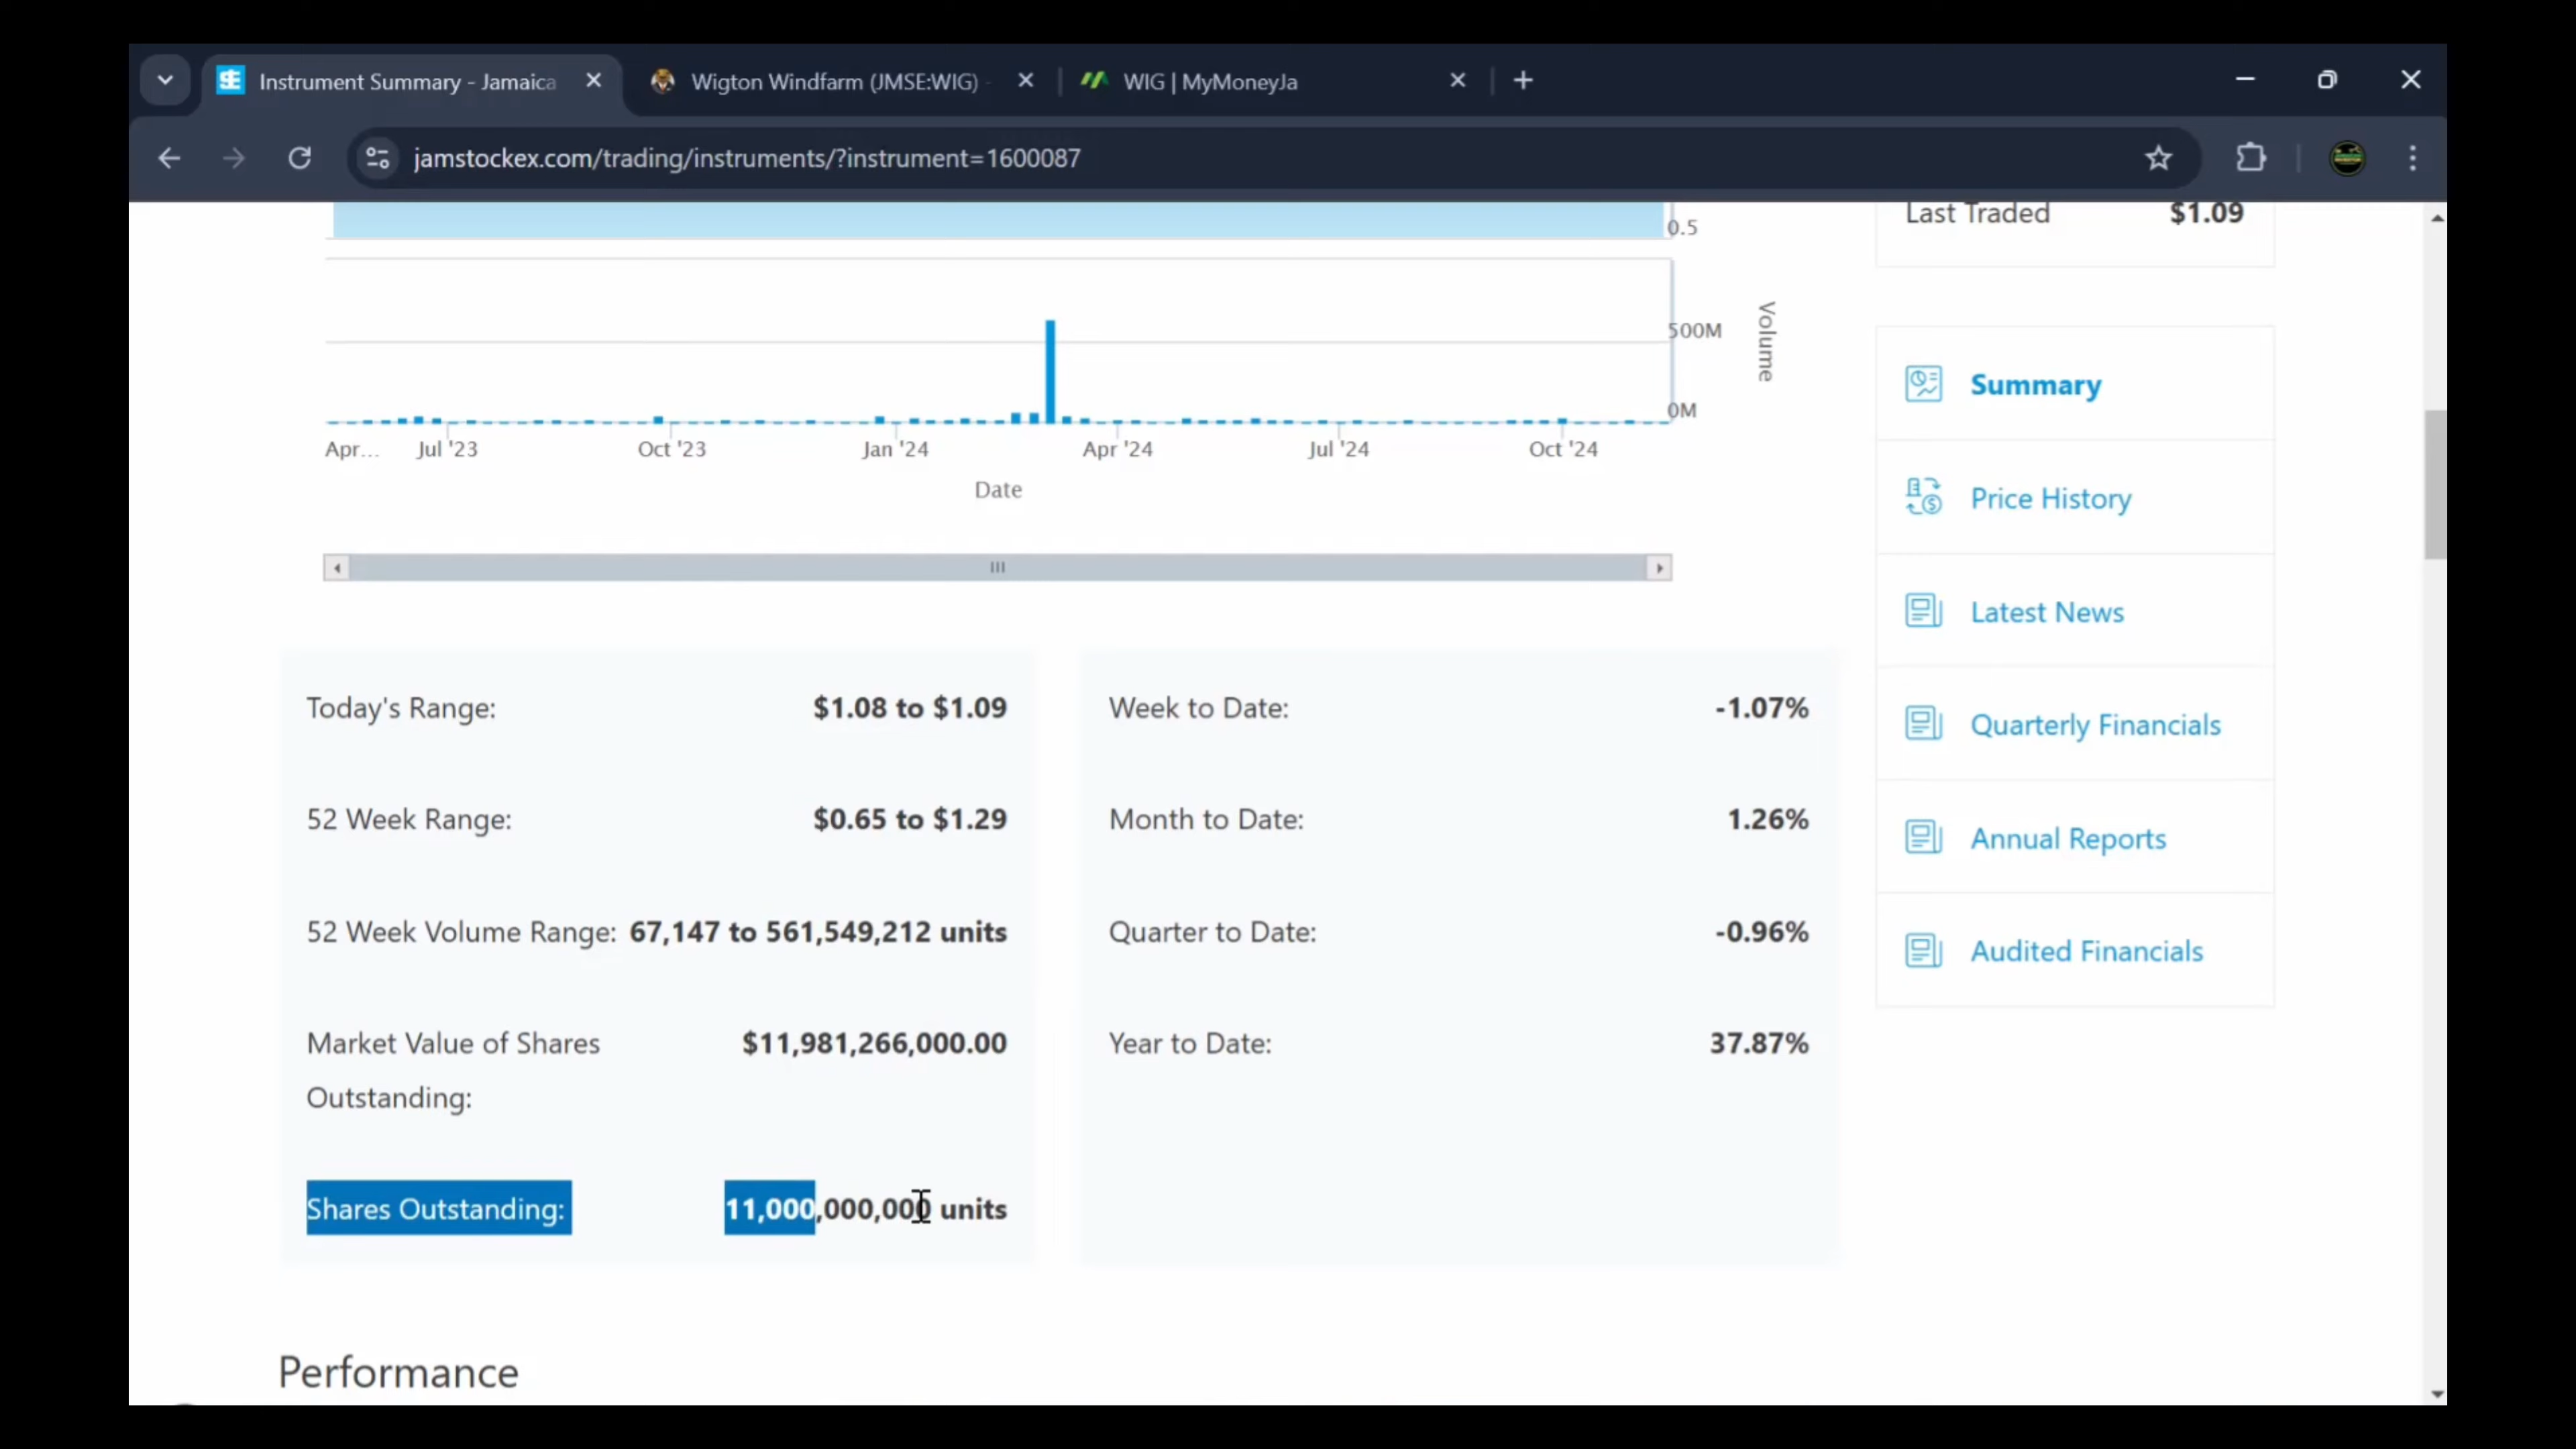 Instrument Summary - Jamaica
Wigton Windfarm (JMSE:WIG) -
WIG | MyMoneyJa
jamstockex.com/trading/instruments/?instrument=1600087
Last Traded $1.09
0.5
500M
0M
Volume
Apr... Jul '23 Oct '23 Jan '24 Apr '24 Jul '24 Oct '24
Date
Summary
Price History
Latest News
Quarterly Financials
Annual Reports
Audited Financials
Today's Range: $1.08 to $1.09
52 Week Range: $0.65 to $1.29
52 Week Volume Range: 67,147 to 561,549,212 units
Market Value of Shares $11,981,266,000.00
Outstanding:
Shares Outstanding: 11,000,000,000 units
Week to Date: -1.07%
Month to Date: 1.26%
Quarter to Date: -0.96%
Year to Date: 37.87%
Performance